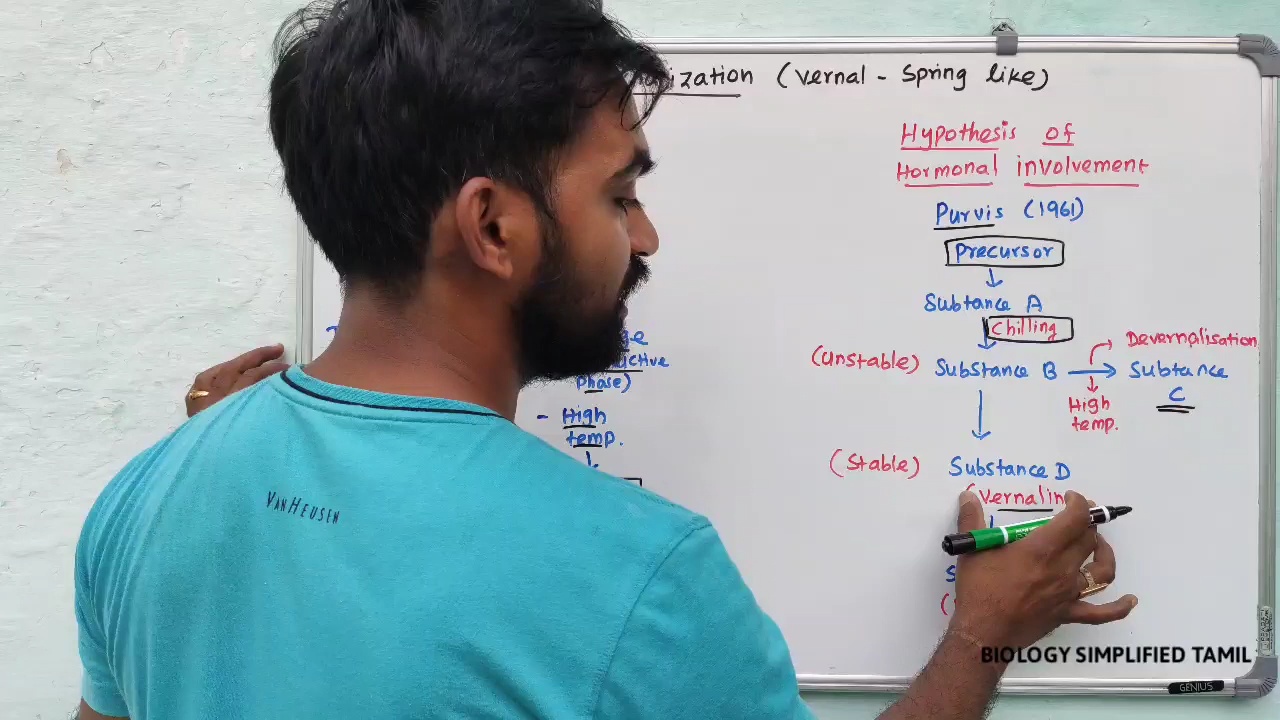 ization (Vernal - Spring like)
Hypothesis of
Hormonal involvement
Purvis (1961)
Precursor
Subtance A
Chilling
Devernalisation
(Unstable) Substance B Subtance
C
High
temp.
phase)
- High
temp.
(Stable) Substance D
(Vernalin
VANHEUSEN
BIOLOGY SIMPLIFIED TAMIL
GENIUS